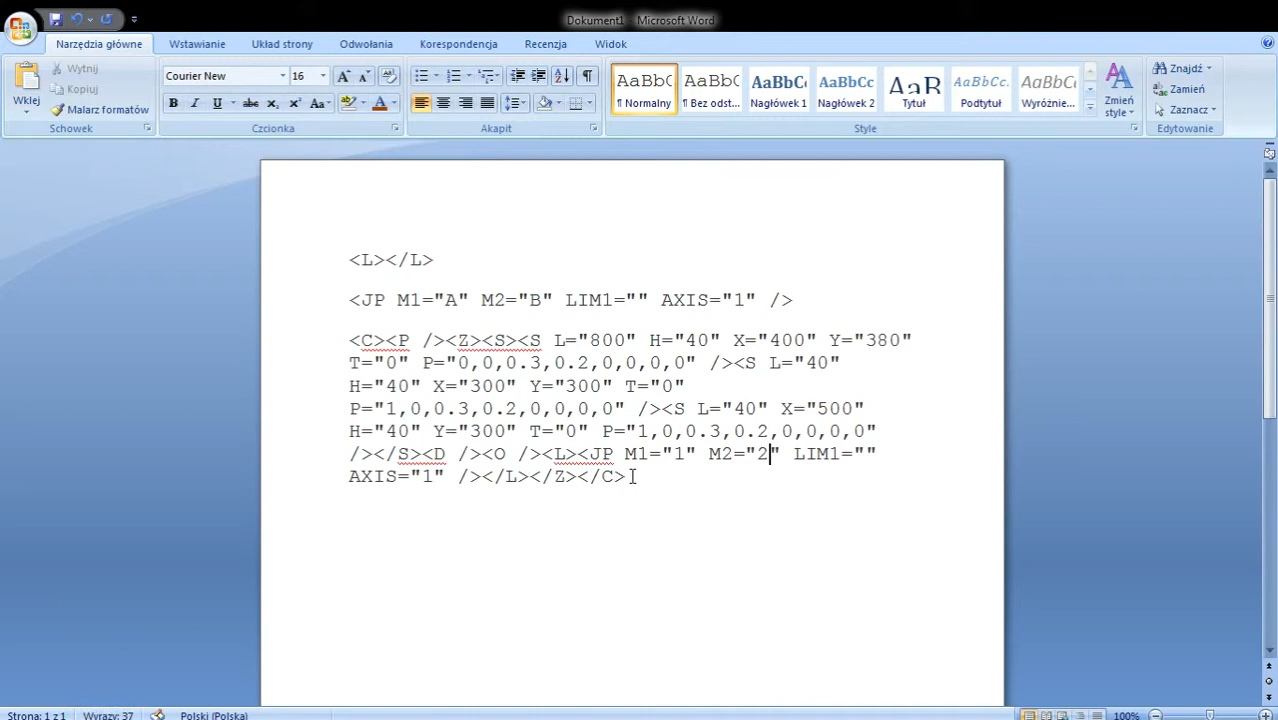 Dokument1 - Microsoft Word
Narzędzia główne Wstawianie Układ strony Odwołania Korespondencja Recenzja Widok
Wklej
Wytnij
Kopiuj
Malarz formatów
Schowek
Courier New 16
Czcionka
Akapit
AaBbC AaBbC AaBbCc AaBbCc AaB AaBbCc AaBbCc
¶ Normalny ¶ Bez odst... Nagłówek 1 Nagłówek 2 Tytuł Podtytuł Wyróżnie...
Zmień style
Style
Znajdź
Zamień
Zaznacz
Edytowanie
<L></L>
<JP M1="A" M2="B" LIM1="" AXIS="1" />
<C><P /><Z><S><S L="800" H="40" X="400" Y="380"
T="0" P="0,0,0.3,0.2,0,0,0,0" /><S L="40"
H="40" X="300" Y="300" T="0"
P="1,0,0.3,0.2,0,0,0,0" /><S L="40" X="500"
H="40" Y="300" T="0" P="1,0,0.3,0.2,0,0,0,0"
/></S><D /><O /><L><JP M1="1" M2="2" LIM1=""
AXIS="1" /></L></Z></C>
Strona: 1 z 1 Wyrazy: 37 Polski (Polska) 100%